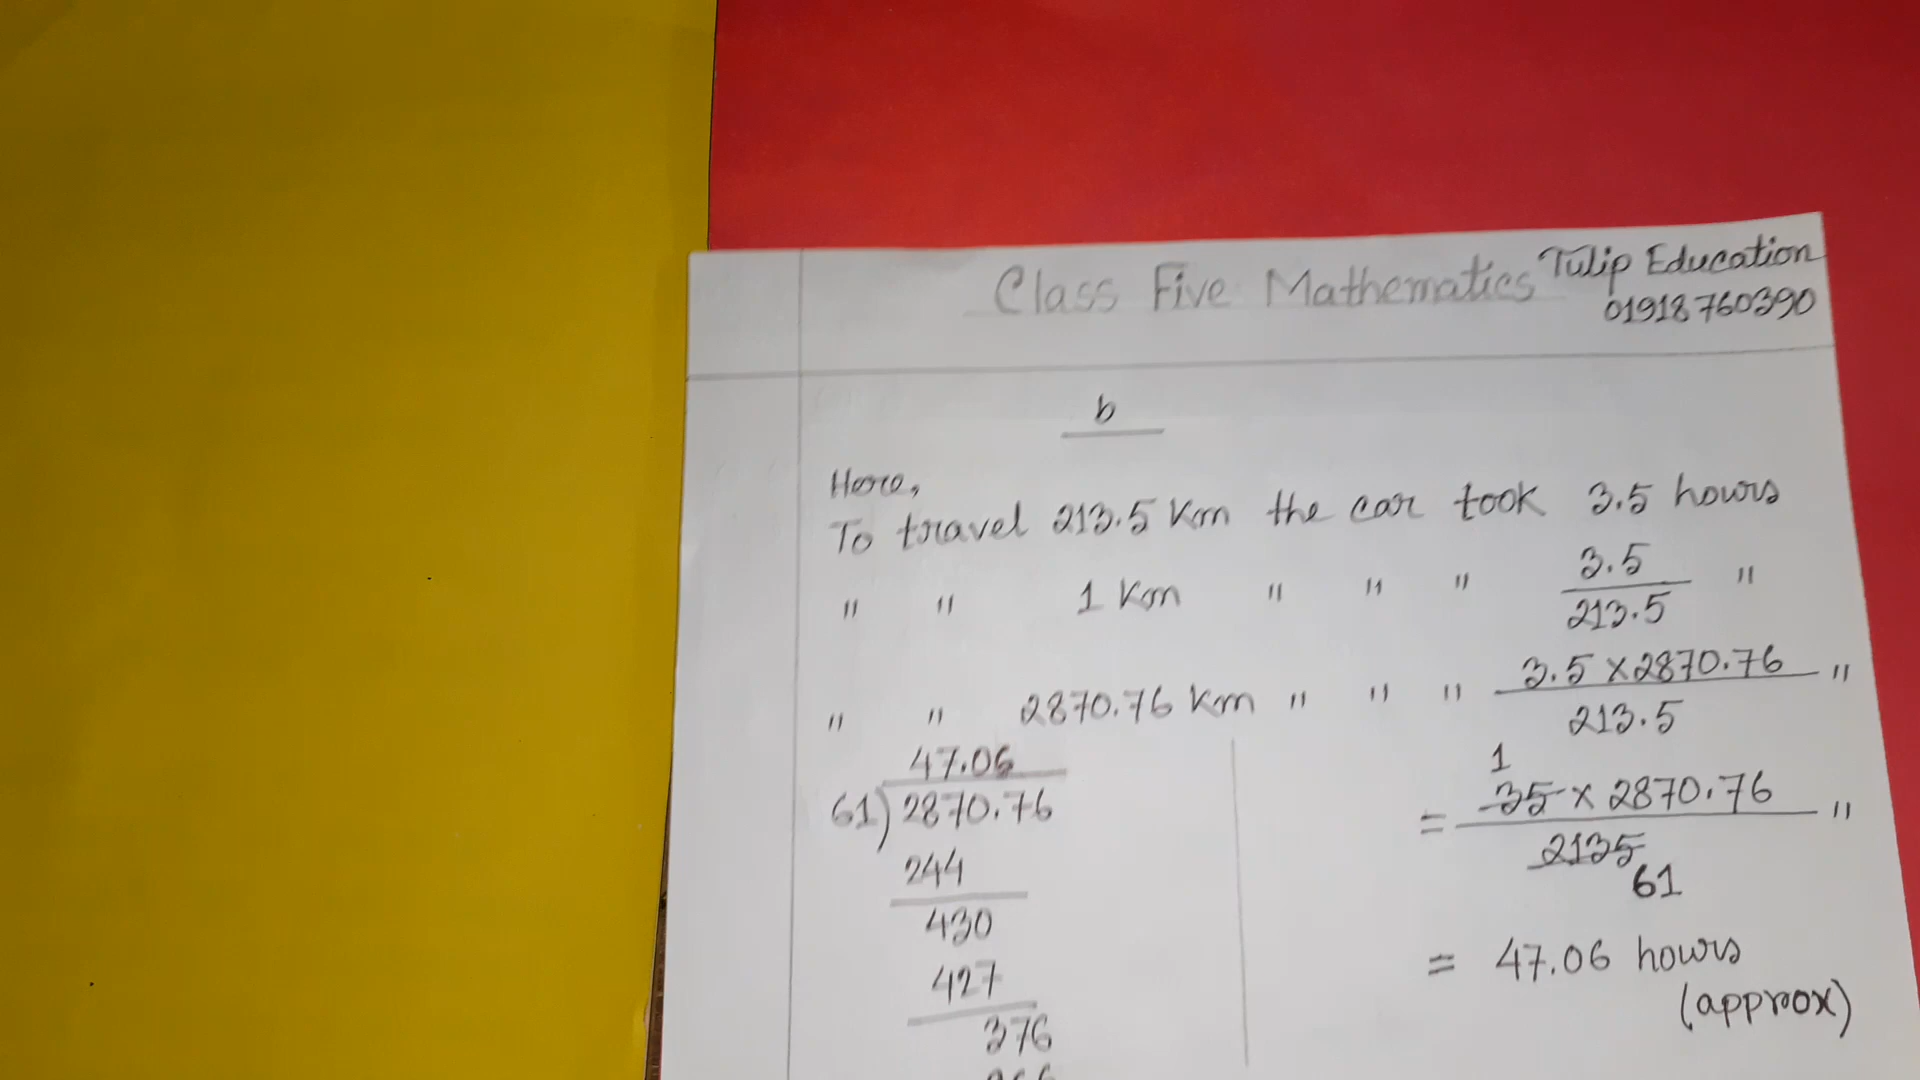 Class Five Mathematics
Tulip Education
01918760390
b
Here,
To travel 213.5 Km the car took 3.5 hours
" " 1 Km " " " 3.5/213.5 "
" " 2870.76 Km " " " 3.5 × 2870.76/213.5 "
47.06
61)2870.76
244
430
427
376
1
= 35 × 2870.76/2135 "
61
= 47.06 hours
(approx)